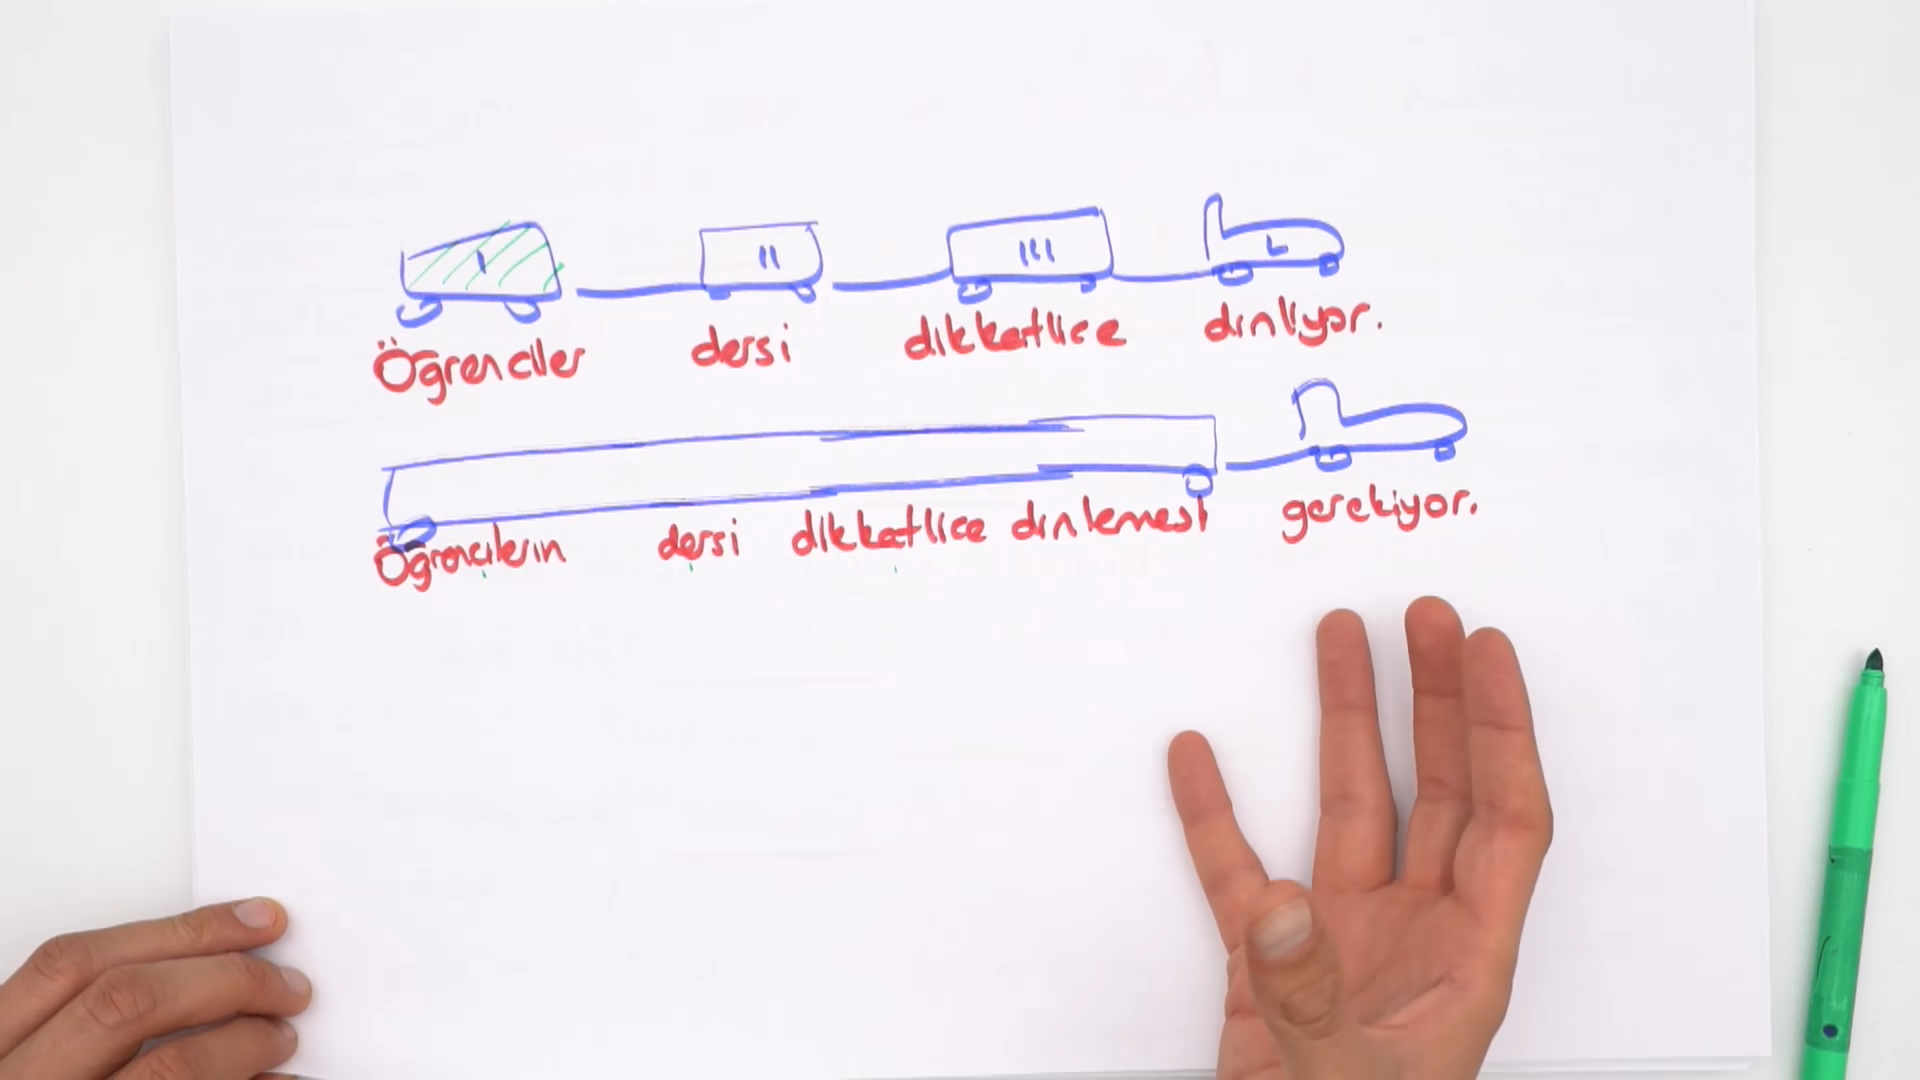 I II III L
Öğrenciler dersi dikkatlice dinliyor.
Öğrencilerin dersi dikkatlice dinlemesi gerekiyor.